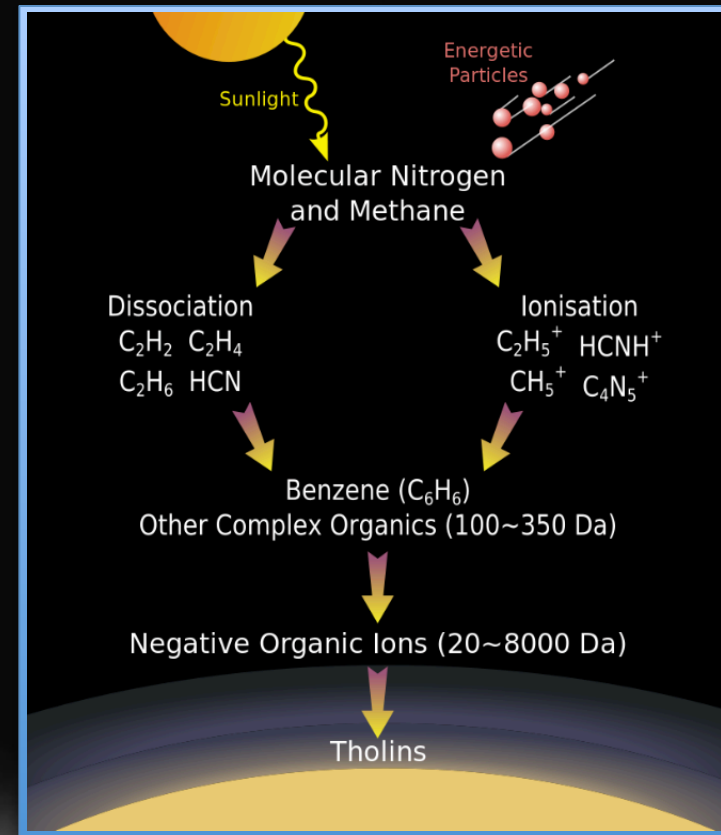 Energetic
Particles
Sunlight
Molecular Nitrogen
and Methane
Dissociation
C₂H₂ C₂H₄
C₂H₆ HCN
Ionisation
C₂H₅⁺ HCNH⁺
CH₅⁺ C₄N₅⁺
Benzene (C₆H₆)
Other Complex Organics (100~350 Da)
Negative Organic Ions (20~8000 Da)
Tholins